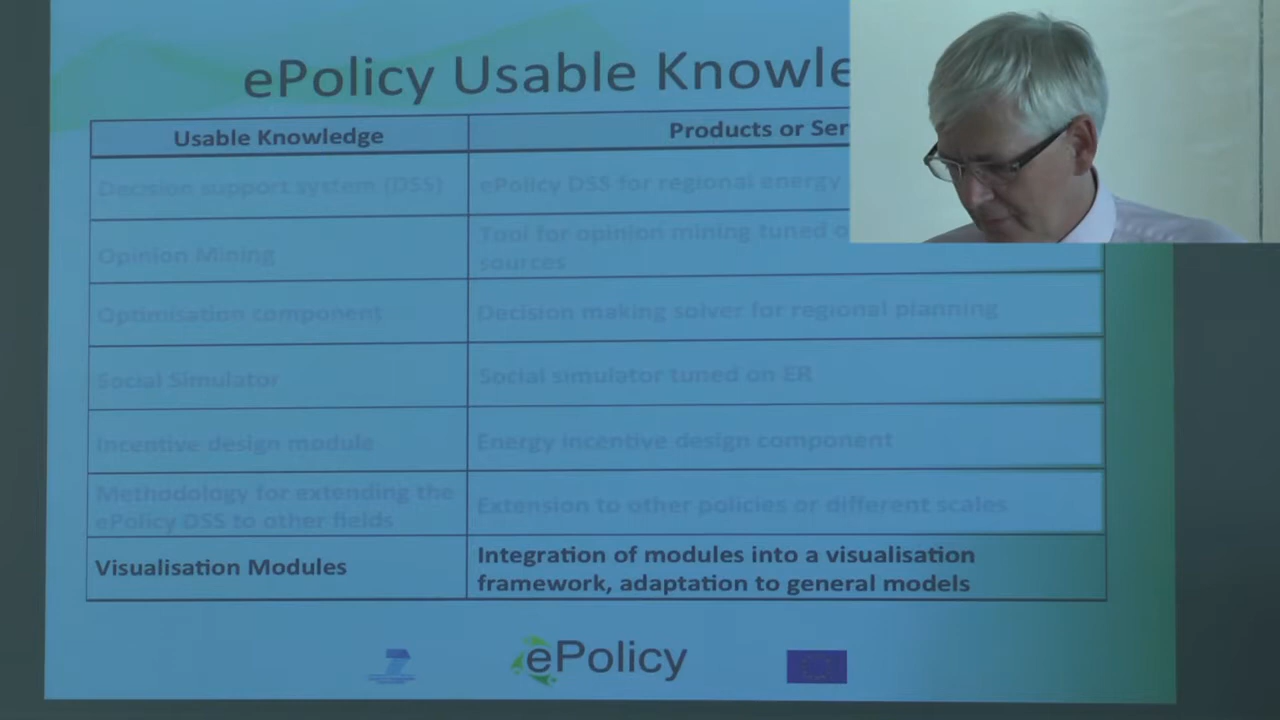 ePolicy Usable Knowle
Usable Knowledge
Products or Ser
Decision support system (DSS)
ePolicy DSS for regional energy
Opinion Mining
Tool for opinion mining tuned
sources
Optimisation component
Decision making solver for regional planning
Social Simulator
Social simulator tuned on ER
Incentive design module
Energy incentive design component
Methodology for extending the
ePolicy DSS to other fields
Extension to other policies or different scales
Visualisation Modules
Integration of modules into a visualisation
framework, adaptation to general models
ePolicy